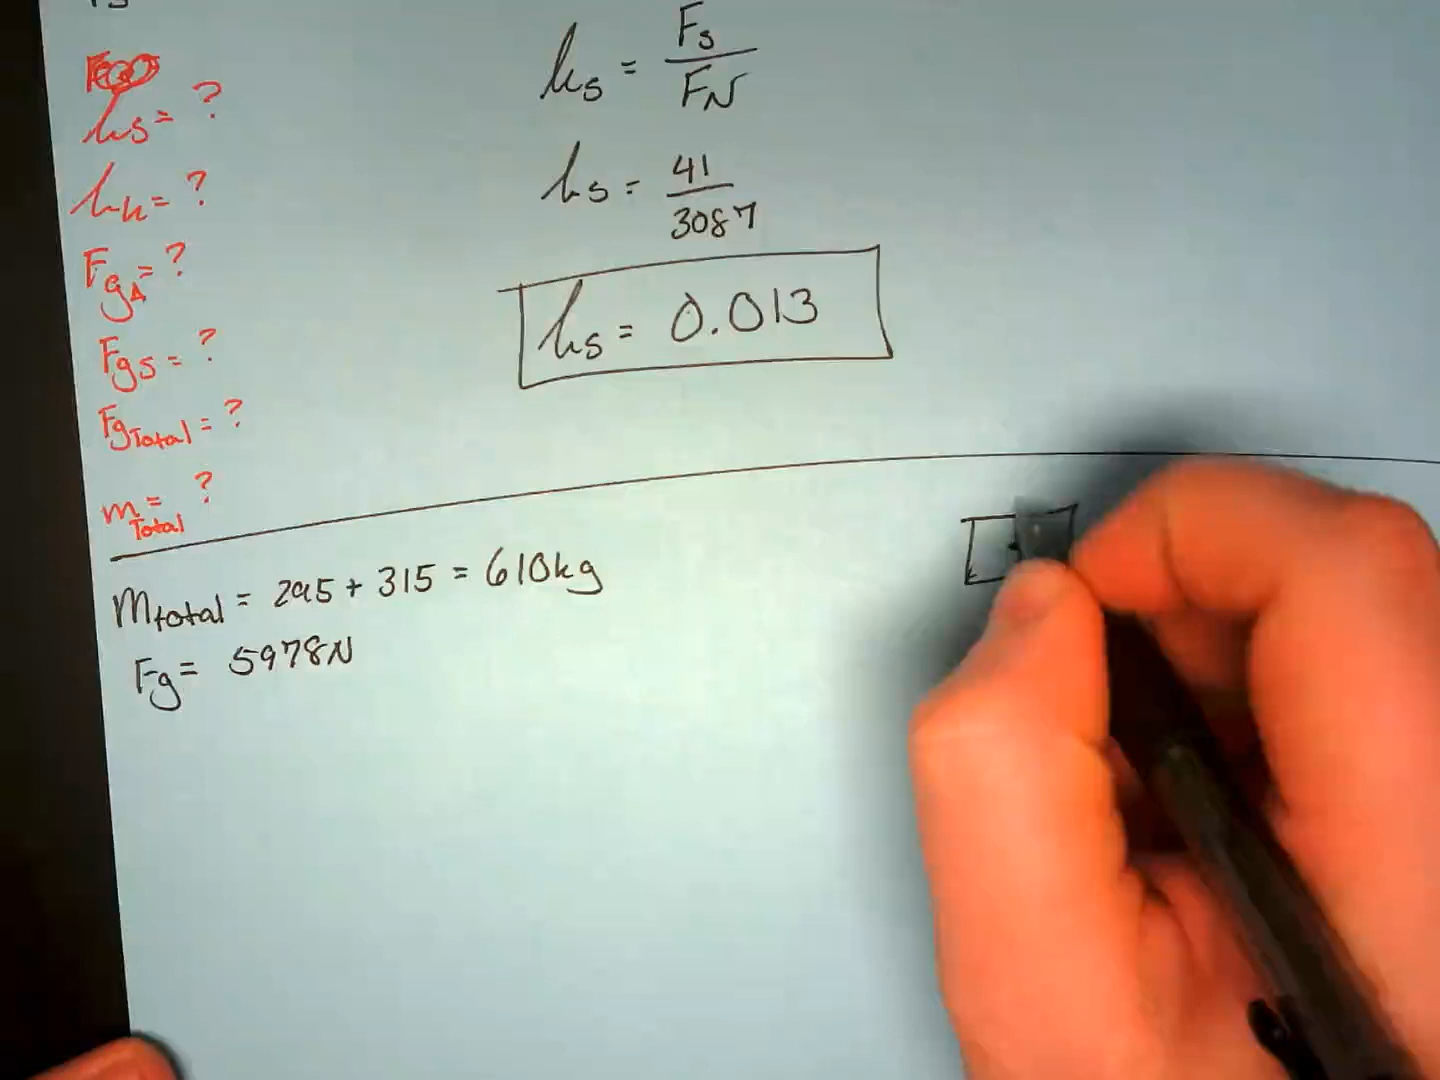 μs = ?
μk = ?
FgA = ?
Fgs = ?
FgTotal = ?
mTotal = ?
μs = Fs / FN
μs = 41 / 3087
μs = 0.013
Mtotal = 295 + 315 = 610kg
Fg = 5978N